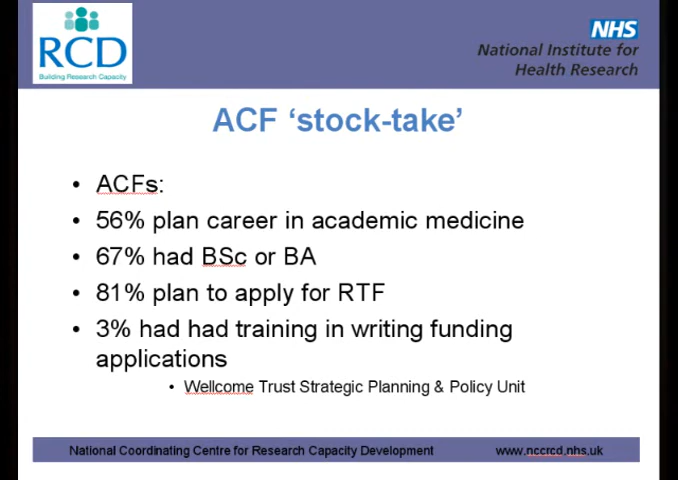 RCD
Building Research Capacity
NHS
National Institute for
Health Research
ACF ‘stock-take’
• ACFs:
• 56% plan career in academic medicine
• 67% had BSc or BA
• 81% plan to apply for RTF
• 3% had had training in writing funding
applications
• Wellcome Trust Strategic Planning & Policy Unit
National Coordinating Centre for Research Capacity Development
www.nccrcd.nhs.uk